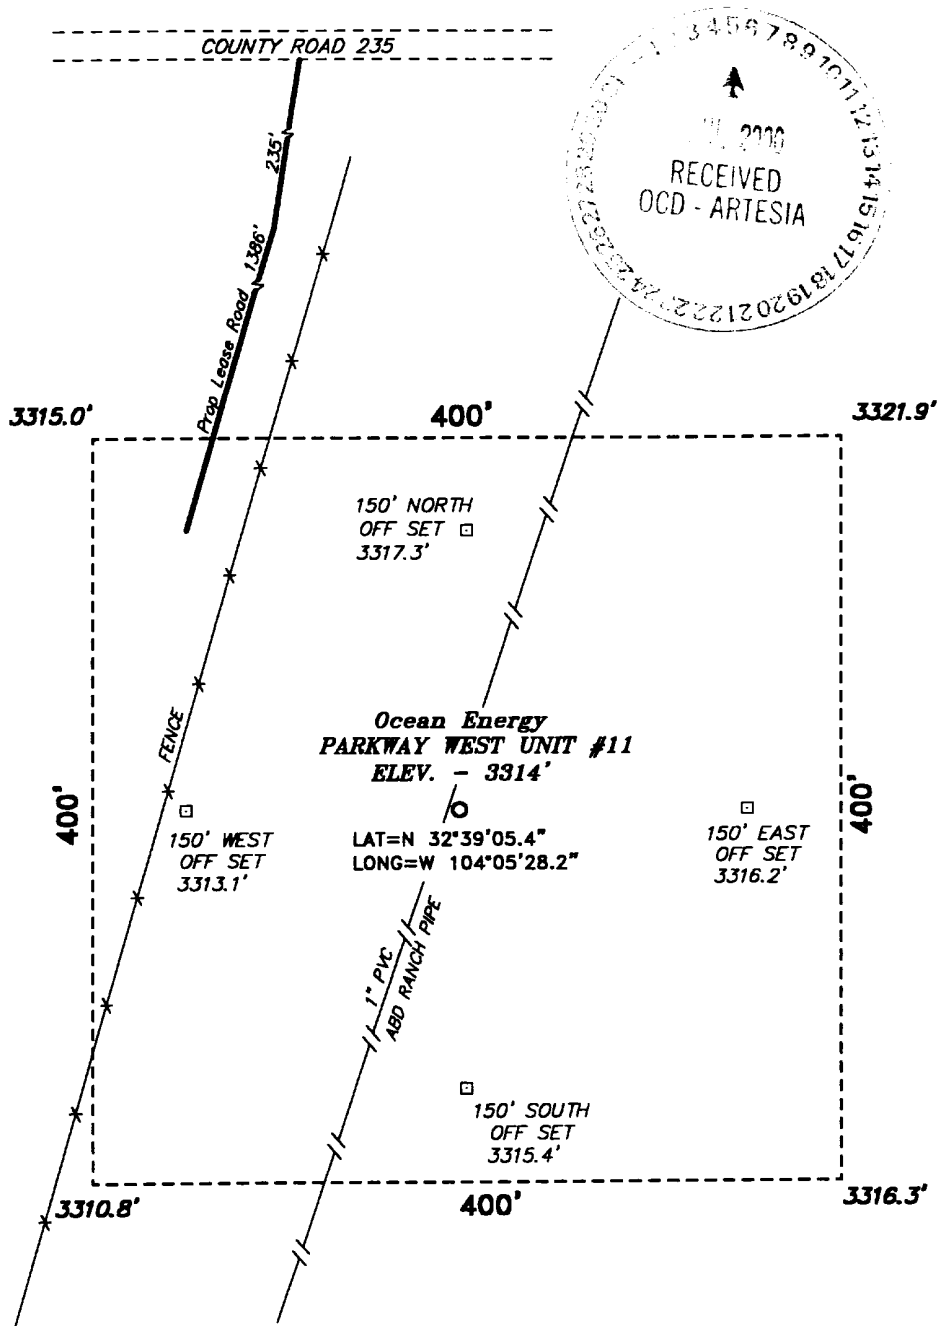 COUNTY ROAD 235
235'
Prop Lease Road 1386'
2000
RECEIVED
OCD - ARTESIA
3315.0'
400'
3321.9'
150' NORTH
OFF SET
3317.3'
FENCE
Ocean Energy
PARKWAY WEST UNIT #11
ELEV. - 3314'
400'
400'
150' WEST
OFF SET
3313.1'
LAT=N 32°39'05.4"
LONG=W 104°05'28.2"
150' EAST
OFF SET
3316.2'
1" PVC
ABD RANCH PIPE
150' SOUTH
OFF SET
3315.4'
3310.8'
400'
3316.3'